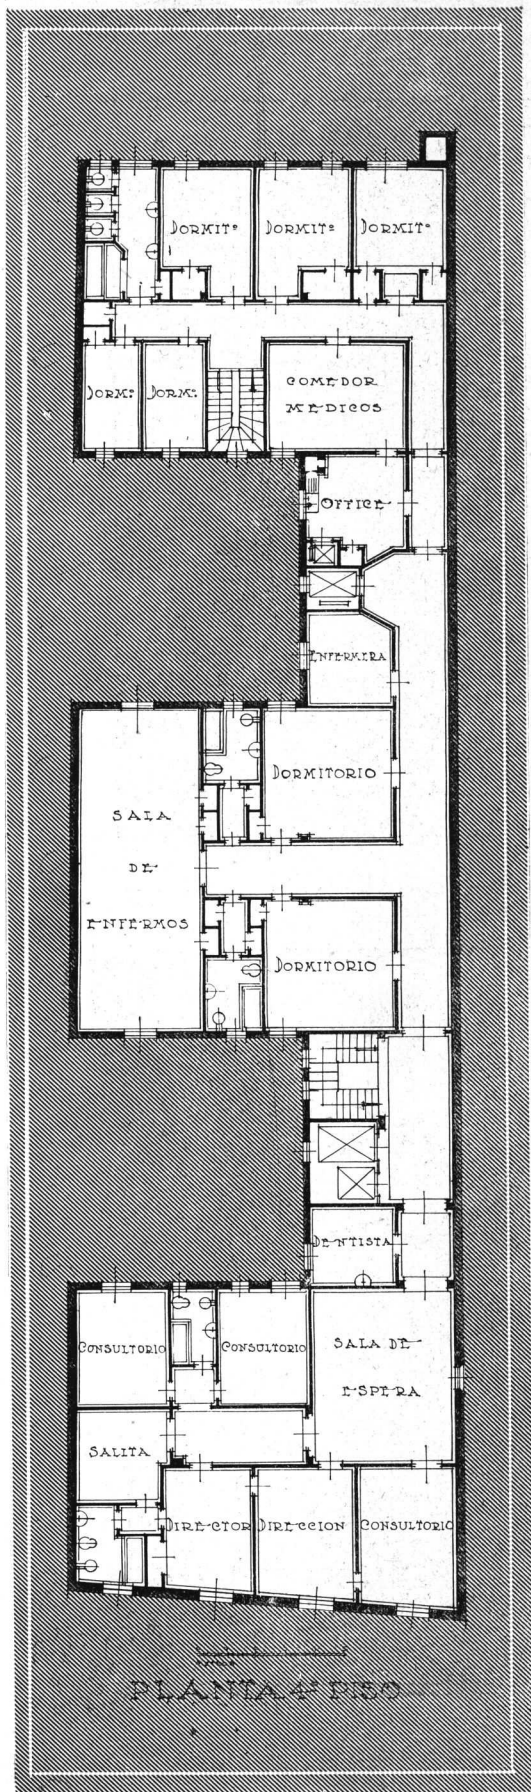 DORMITº
DORMITº
DORMITº
DORMº
DORMº
COMEDOR
MEDICOS
OFFICE
ENFERMERA
DORMITORIO
SALA
DE
ENFERMOS
DORMITORIO
DENTISTA
CONSULTORIO
CONSULTORIO
SALA DE
ESPERA
SALITA
DIRECTOR
DIRECCION
CONSULTORIO
PLANTA 4º PISO